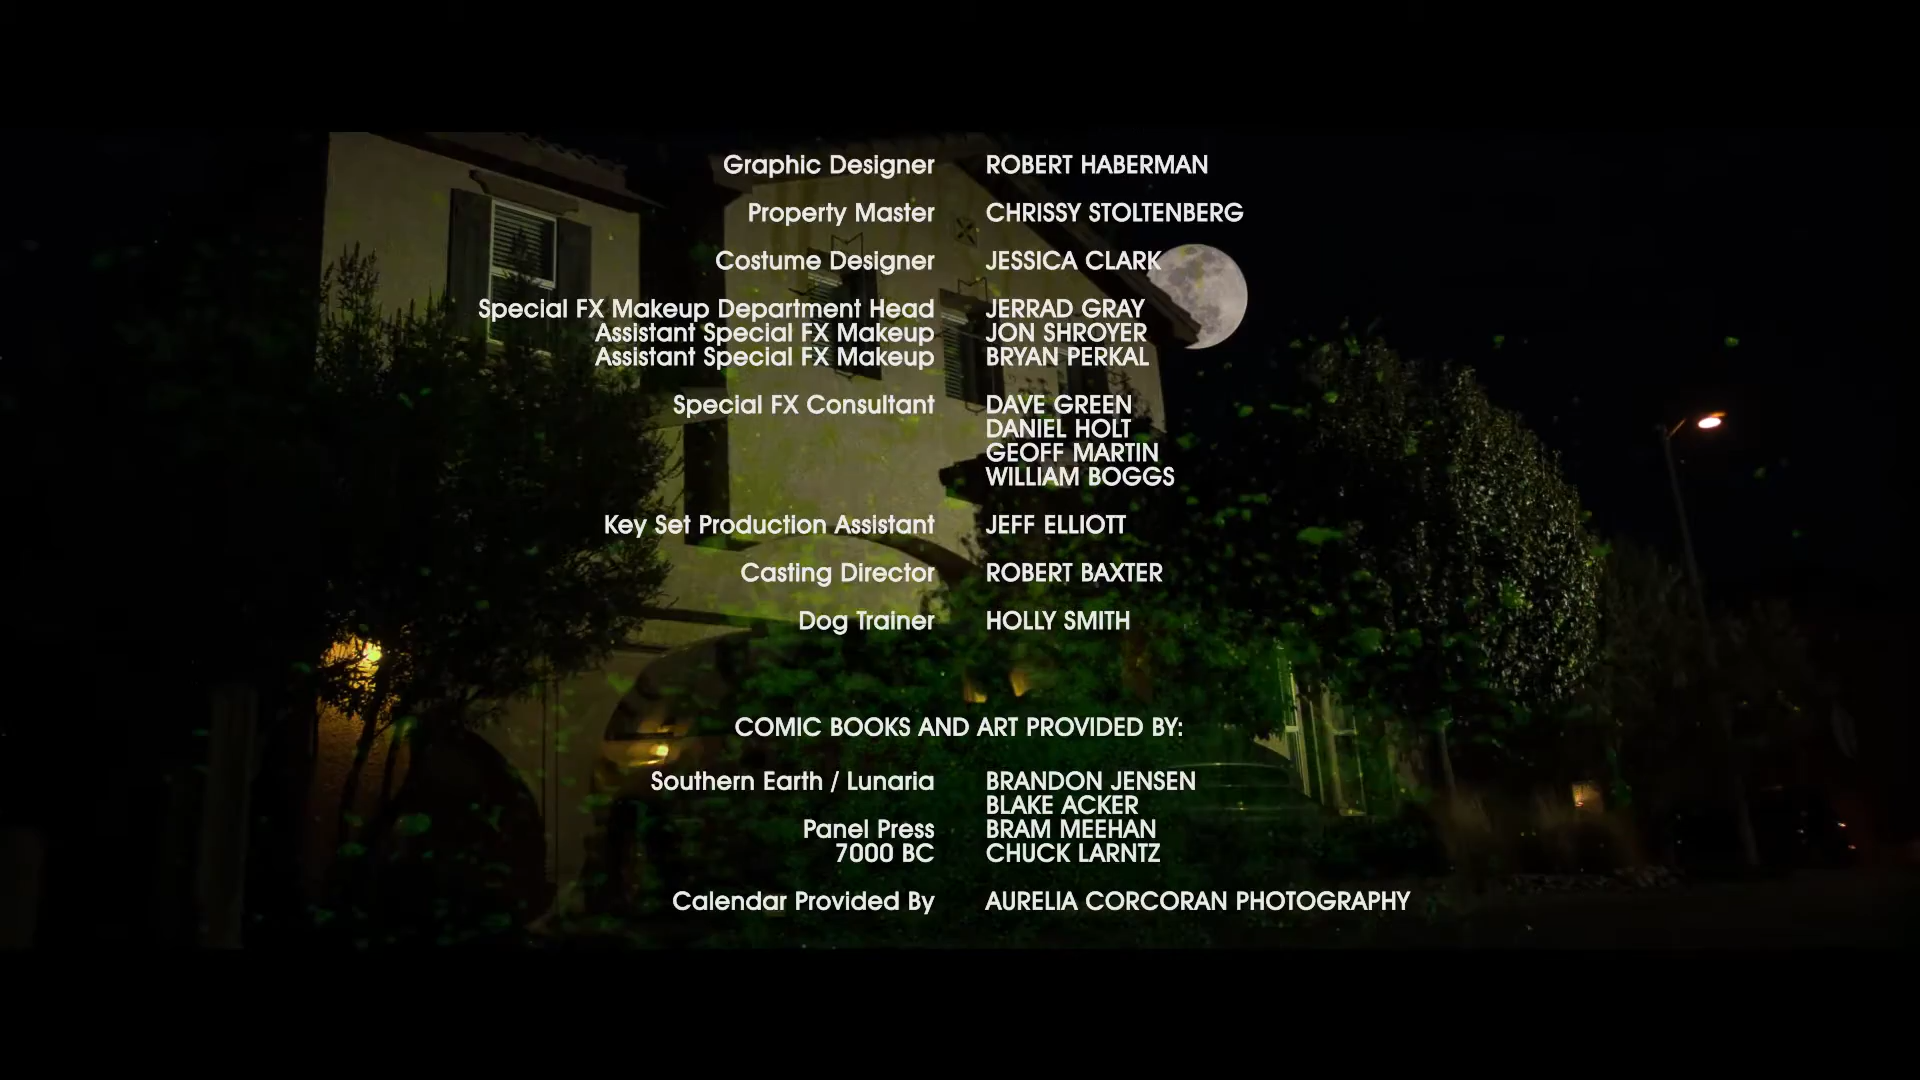 Graphic Designer ROBERT HABERMAN
Property Master CHRISSY STOLTENBERG
Costume Designer JESSICA CLARK
Special FX Makeup Department Head JERRAD GRAY
Assistant Special FX Makeup JON SHROYER
Assistant Special FX Makeup BRYAN PERKAL
Special FX Consultant DAVE GREEN
DANIEL HOLT
GEOFF MARTIN
WILLIAM BOGGS
Key Set Production Assistant JEFF ELLIOTT
Casting Director ROBERT BAXTER
Dog Trainer HOLLY SMITH
COMIC BOOKS AND ART PROVIDED BY:
Southern Earth / Lunaria BRANDON JENSEN
BLAKE ACKER
Panel Press BRAM MEEHAN
7000 BC CHUCK LARNTZ
Calendar Provided By AURELIA CORCORAN PHOTOGRAPHY